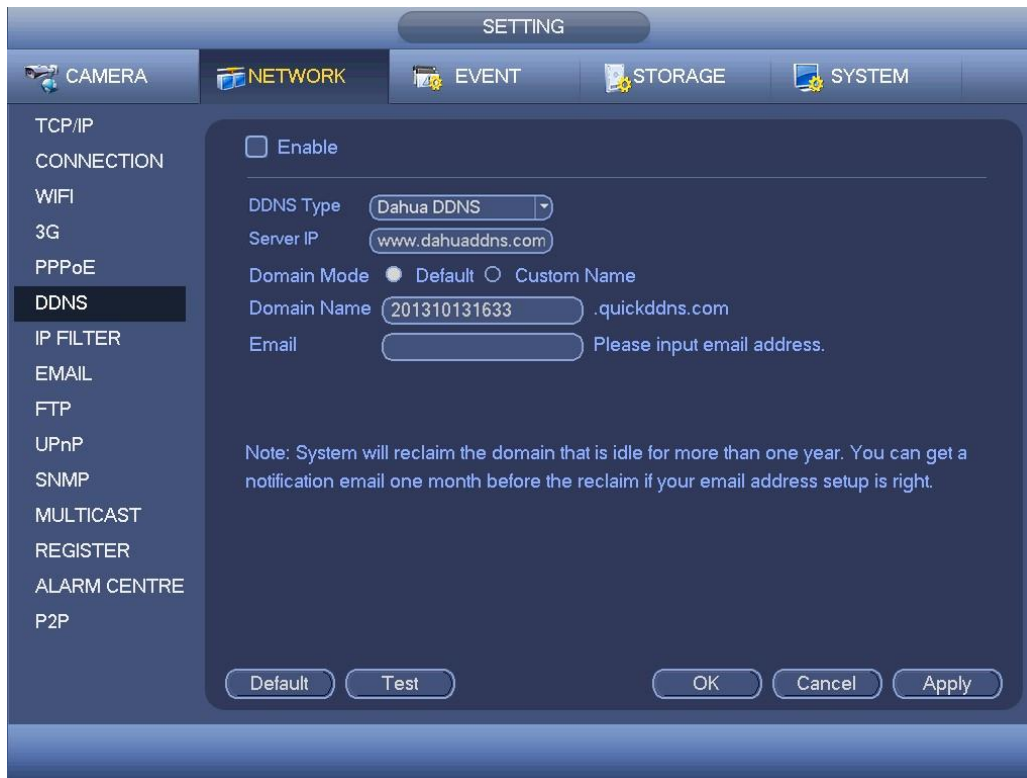 SETTING
CAMERA NETWORK EVENT STORAGE SYSTEM
TCP/IP
CONNECTION
WIFI
3G
PPPoE
DDNS
IP FILTER
EMAIL
FTP
UPnP
SNMP
MULTICAST
REGISTER
ALARM CENTRE
P2P
Enable
DDNS Type Dahua DDNS
Server IP www.dahuaddns.com
Domain Mode Default Custom Name
Domain Name 201310131633 .quickddns.com
Email Please input email address.
Note: System will reclaim the domain that is idle for more than one year. You can get a
notification email one month before the reclaim if your email address setup is right.
Default Test OK Cancel Apply